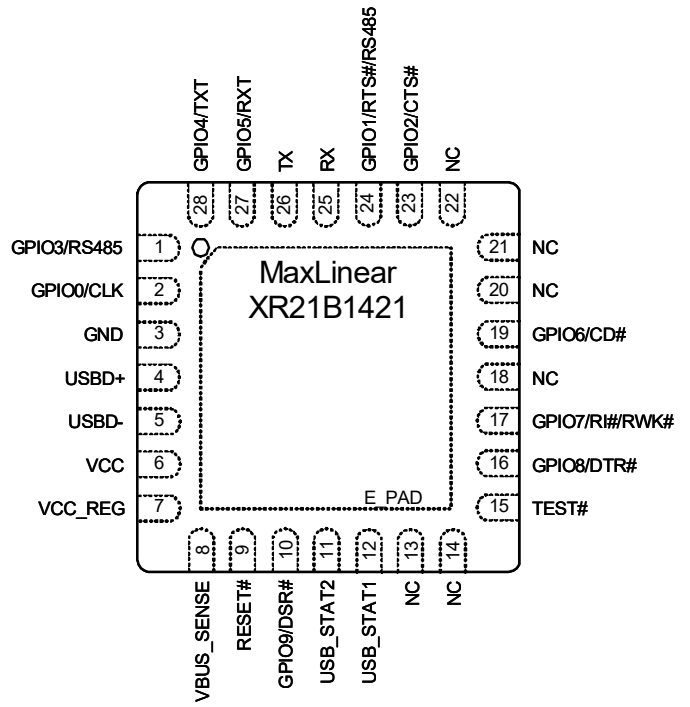 GPIO4/TXT
GPIO5/RXT
TX
RX
GPIO1/RTS#/RS485
GPIO2/CTS#
NC
28
27
26
25
24
23
22
GPIO3/RS485 1
GPIO0/CLK 2
GND 3
USBD+ 4
USBD- 5
VCC 6
VCC_REG 7
MaxLinear
XR21B1421
E_PAD
21 NC
20 NC
19 GPIO6/CD#
18 NC
17 GPIO7/RI#/RWK#
16 GPIO8/DTR#
15 TEST#
8
9
10
11
12
13
14
VBUS_SENSE
RESET#
GPIO9/DSR#
USB_STAT2
USB_STAT1
NC
NC